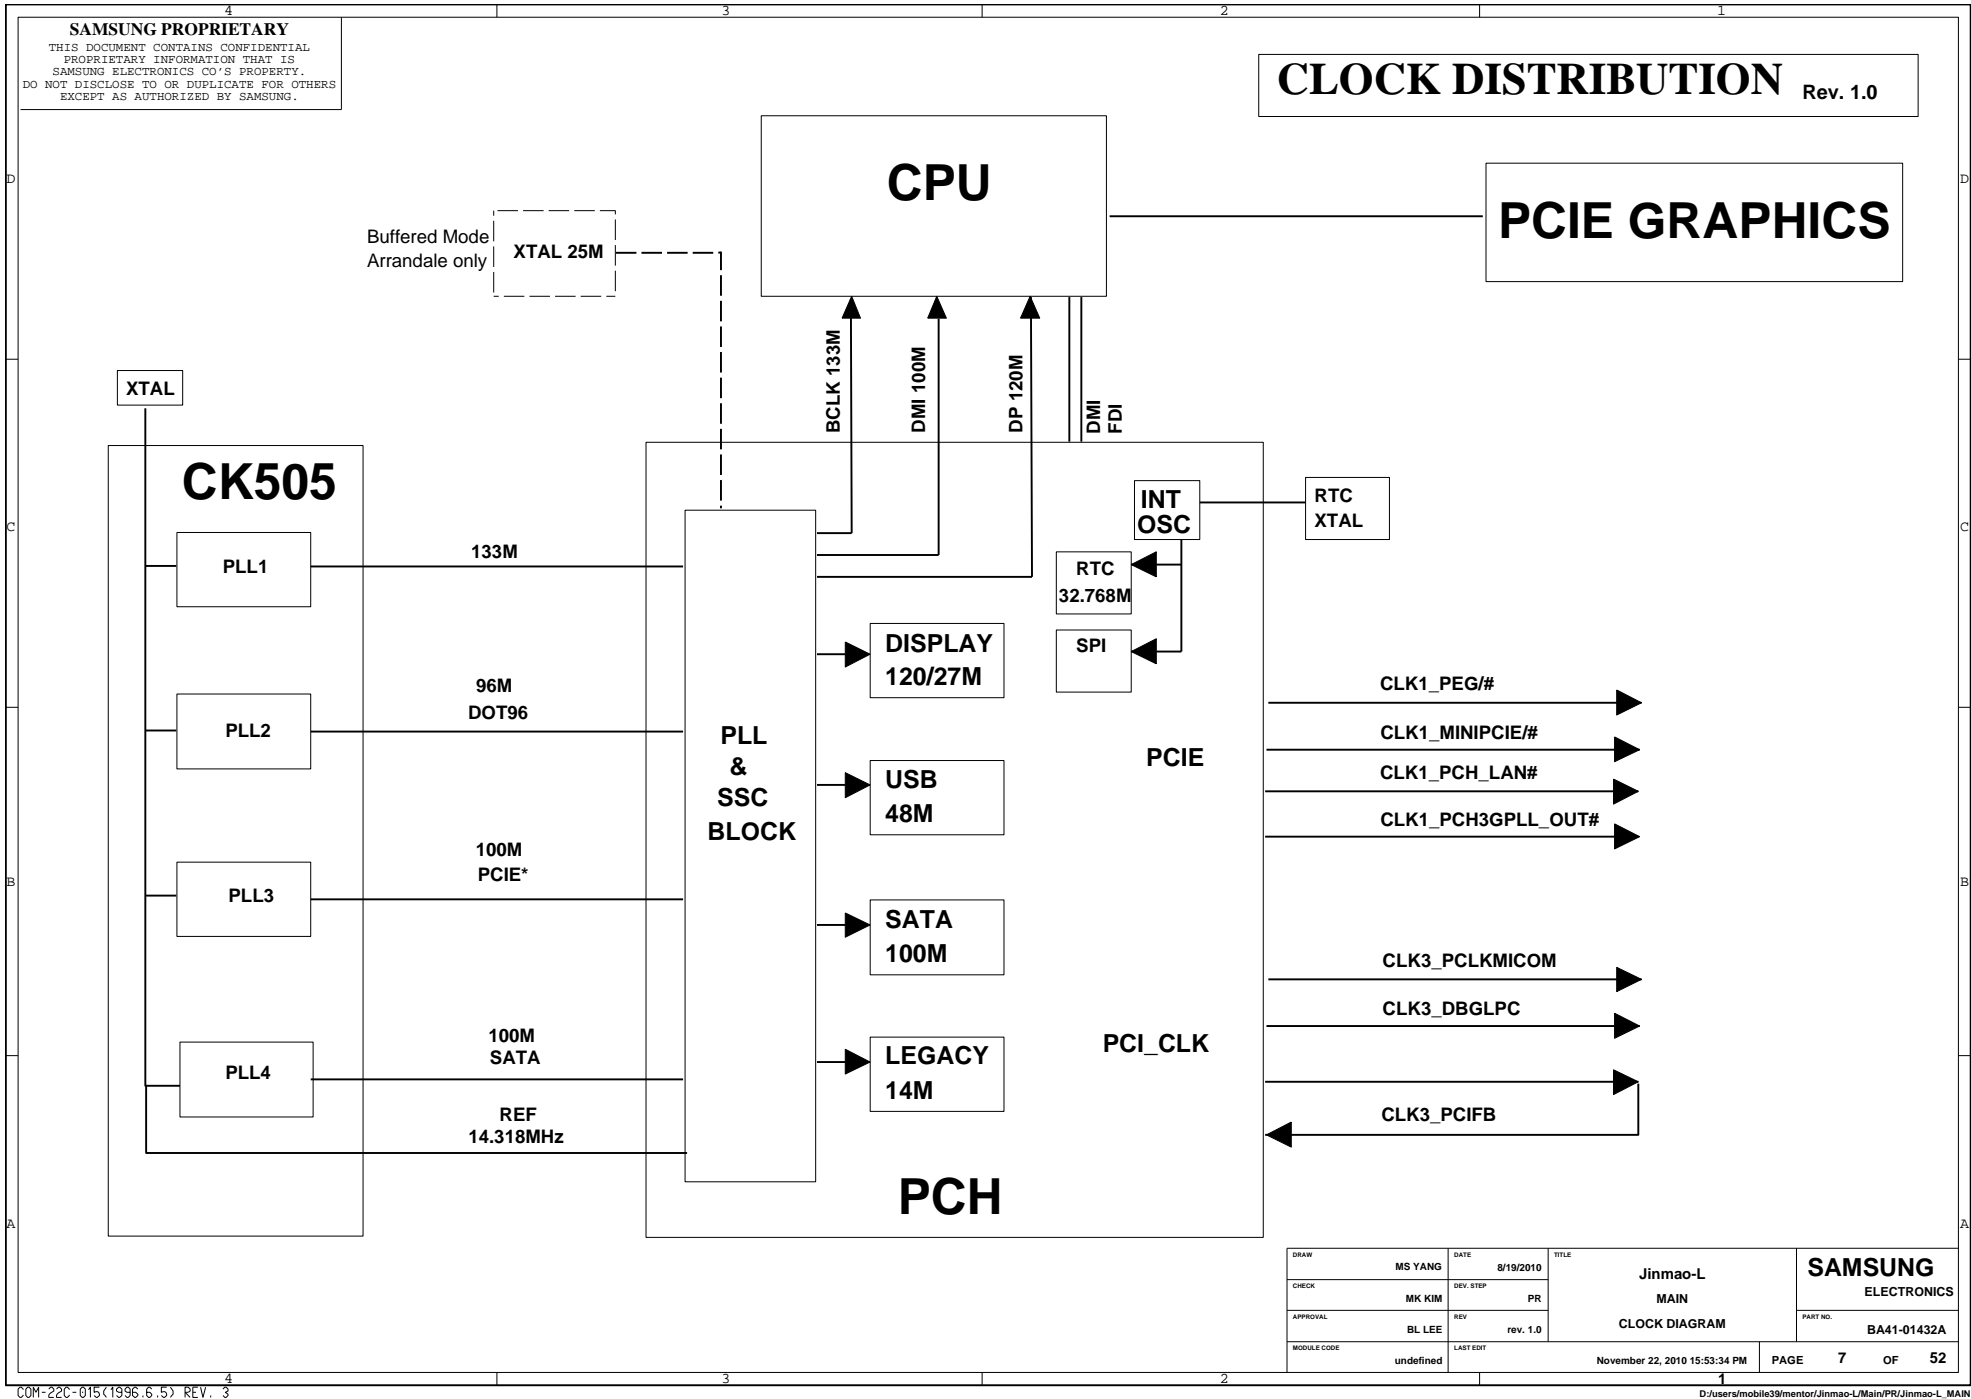 4
3
2
1
SAMSUNG PROPRIETARY
THIS DOCUMENT CONTAINS CONFIDENTIAL
PROPRIETARY INFORMATION THAT IS
SAMSUNG ELECTRONICS CO'S PROPERTY.
DO NOT DISCLOSE TO OR DUPLICATE FOR OTHERS
EXCEPT AS AUTHORIZED BY SAMSUNG.
CLOCK DISTRIBUTION Rev. 1.0
D
D
CPU
PCIE GRAPHICS
Buffered Mode
Arrandale only
XTAL 25M
BCLK 133M
DMI 100M
DP 120M
DMI
FDI
XTAL
C
C
CK505
INT
OSC
RTC
XTAL
PLL1
133M
RTC
32.768M
SPI
DISPLAY
120/27M
96M
DOT96
PLL2
PLL
&
SSC
BLOCK
USB
48M
PCIE
CLK1_PEG/#
CLK1_MINIPCIE/#
CLK1_PCH_LAN#
CLK1_PCH3GPLL_OUT#
B
B
100M
PCIE*
PLL3
SATA
100M
CLK3_PCLKMICOM
CLK3_DBGLPC
PCI_CLK
100M
SATA
PLL4
LEGACY
14M
REF
14.318MHz
CLK3_PCIFB
PCH
A
A
DRAW
MS YANG
DATE
8/19/2010
TITLE
Jinmao-L
MAIN
CLOCK DIAGRAM
SAMSUNG
ELECTRONICS
CHECK
MK KIM
DEV. STEP
PR
APPROVAL
BL LEE
REV
rev. 1.0
PART NO.
BA41-01432A
MODULE CODE
undefined
LAST EDIT
November 22, 2010 15:53:34 PM
PAGE 7 OF 52
4
3
2
1
COM-22C-015(1996.6.5) REV. 3
D:/users/mobile39/mentor/Jinmao-L/Main/PR/Jinmao-L_MAIN